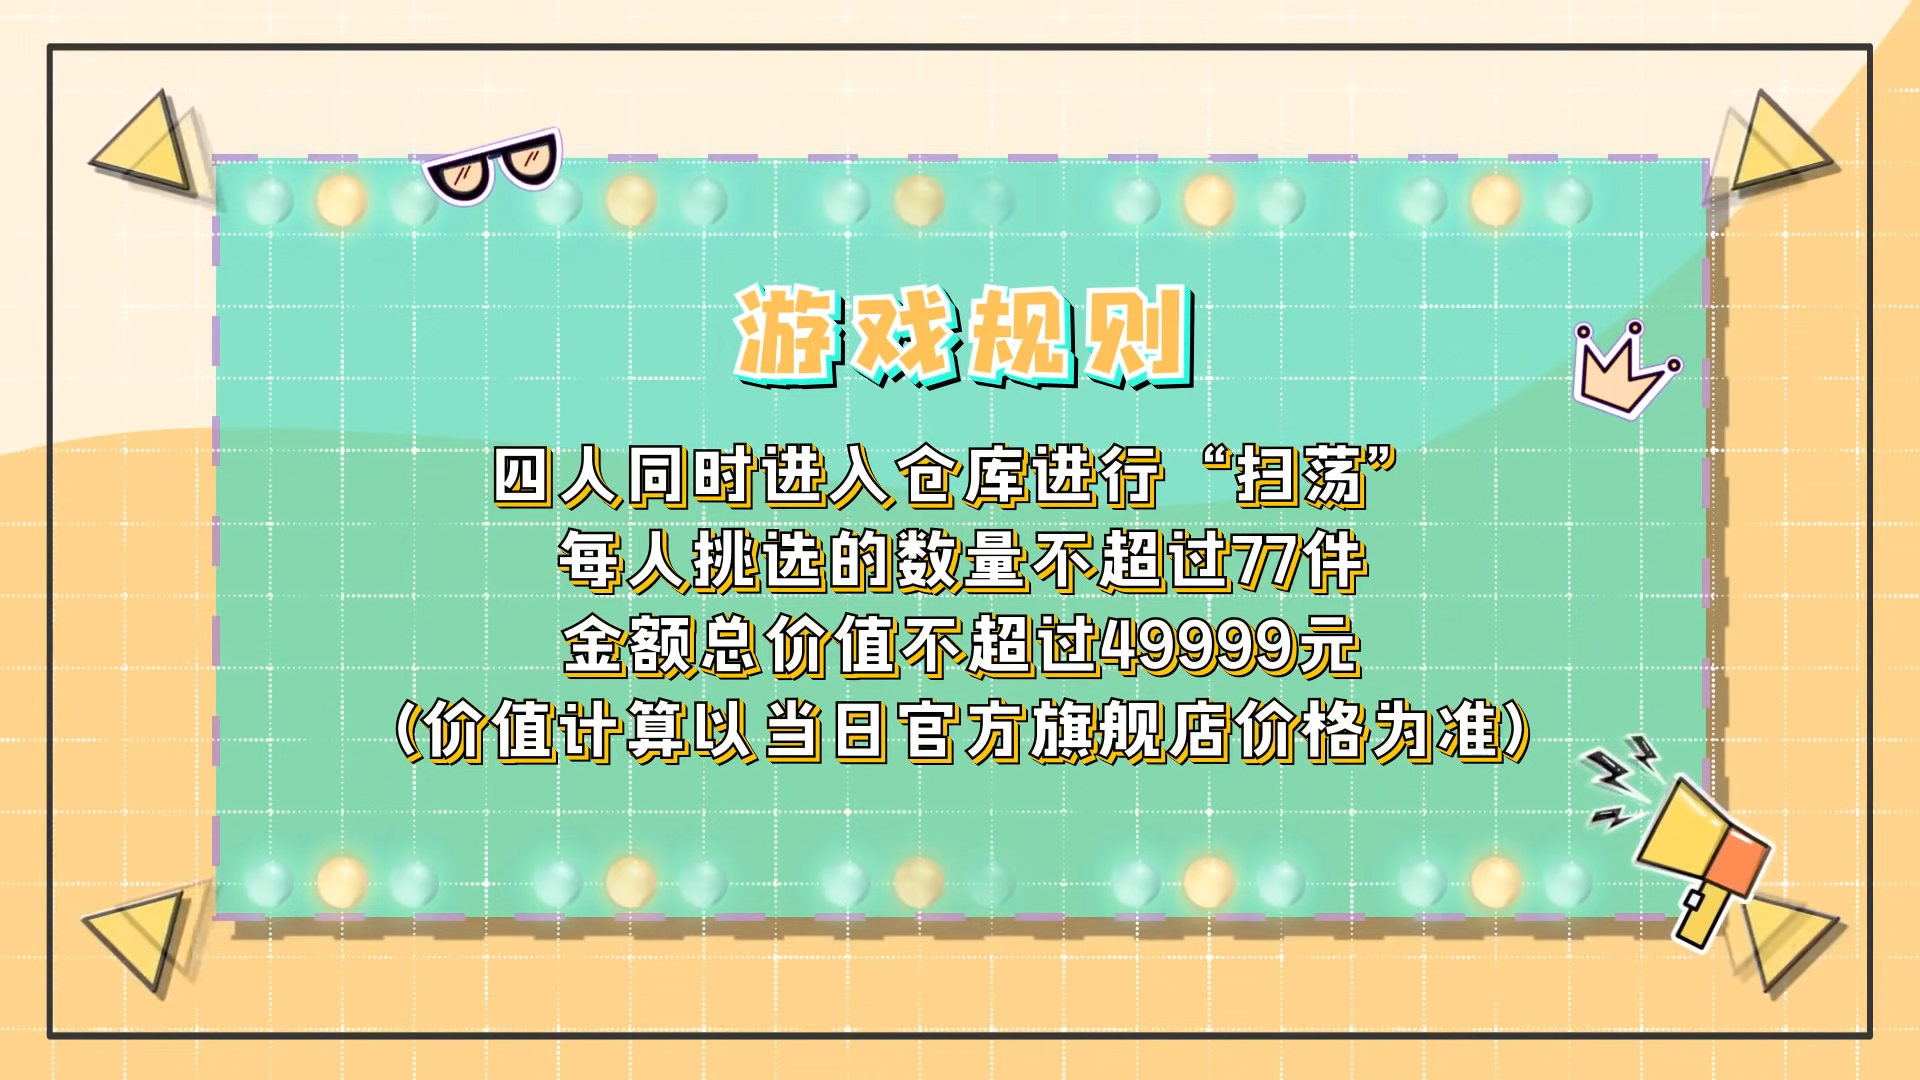 游戏规则
四人同时进入仓库进行“扫荡”
每人挑选的数量不超过77件
金额总价值不超过49999元
（价值计算以当日官方旗舰店价格为准）